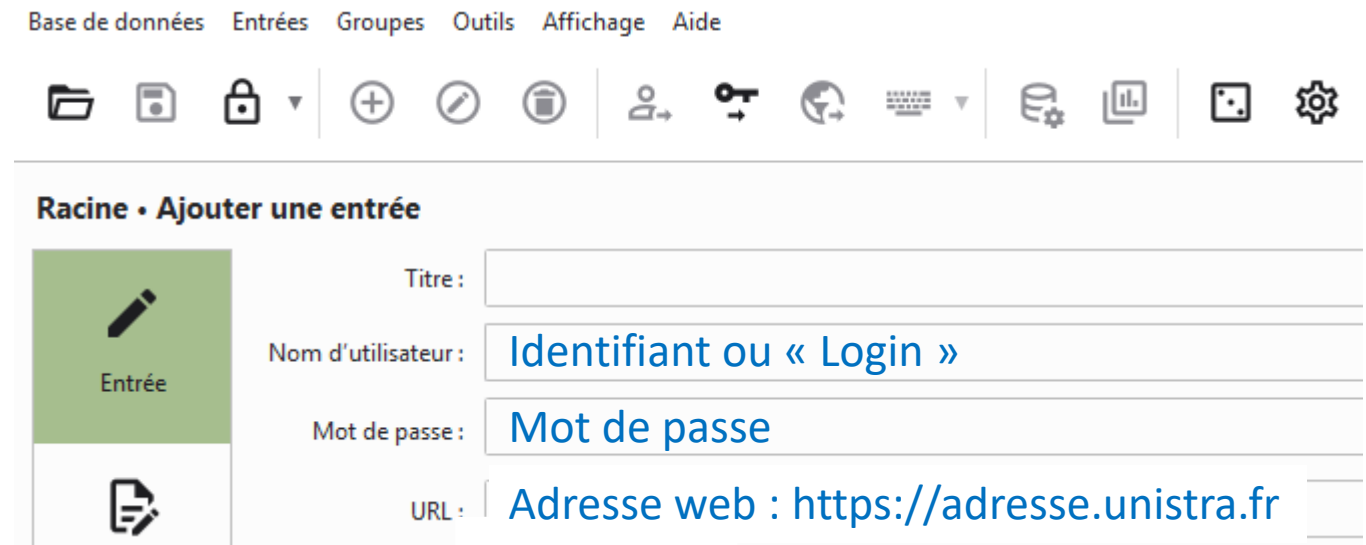 Base de données Entrées Groupes Outils Affichage Aide
Racine • Ajouter une entrée
Titre :
Nom d'utilisateur : Identifiant ou « Login »
Entrée
Mot de passe : Mot de passe
URL : Adresse web : https://adresse.unistra.fr